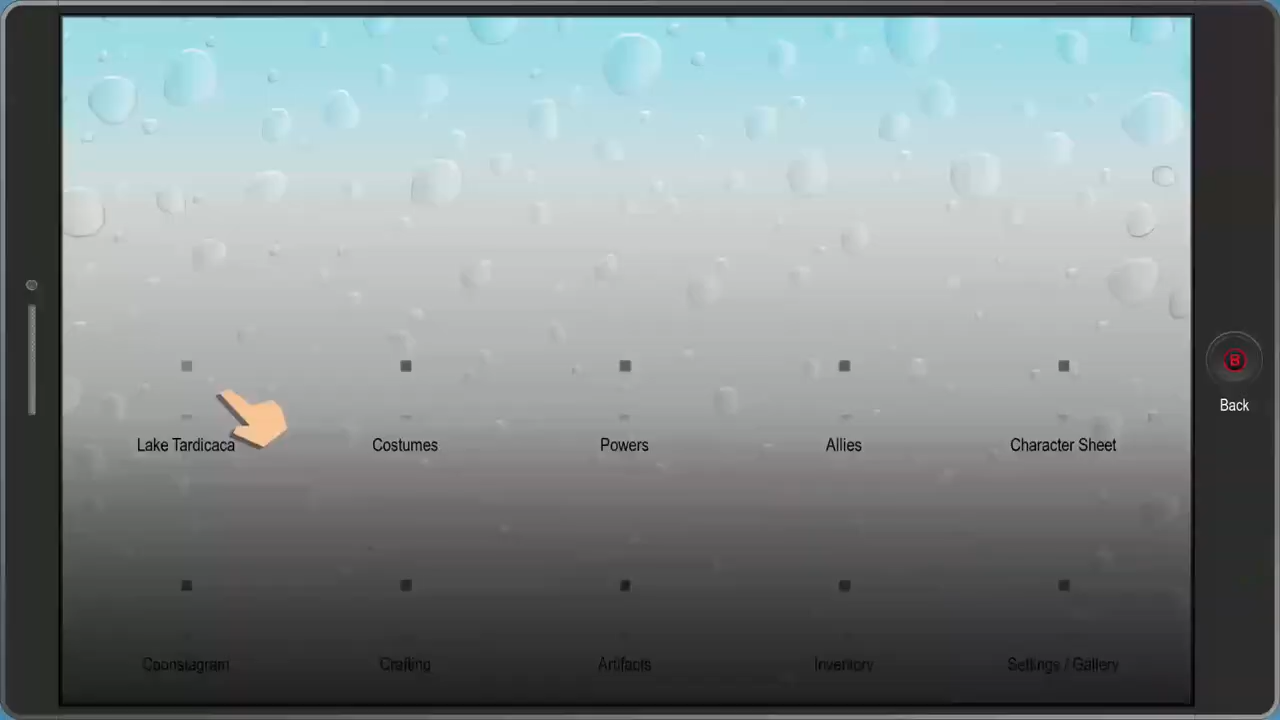 B
Back
Lake Tardicaca
Costumes
Powers
Allies
Character Sheet
Coonstagram
Crafting
Artifacts
Inventory
Settings / Gallery